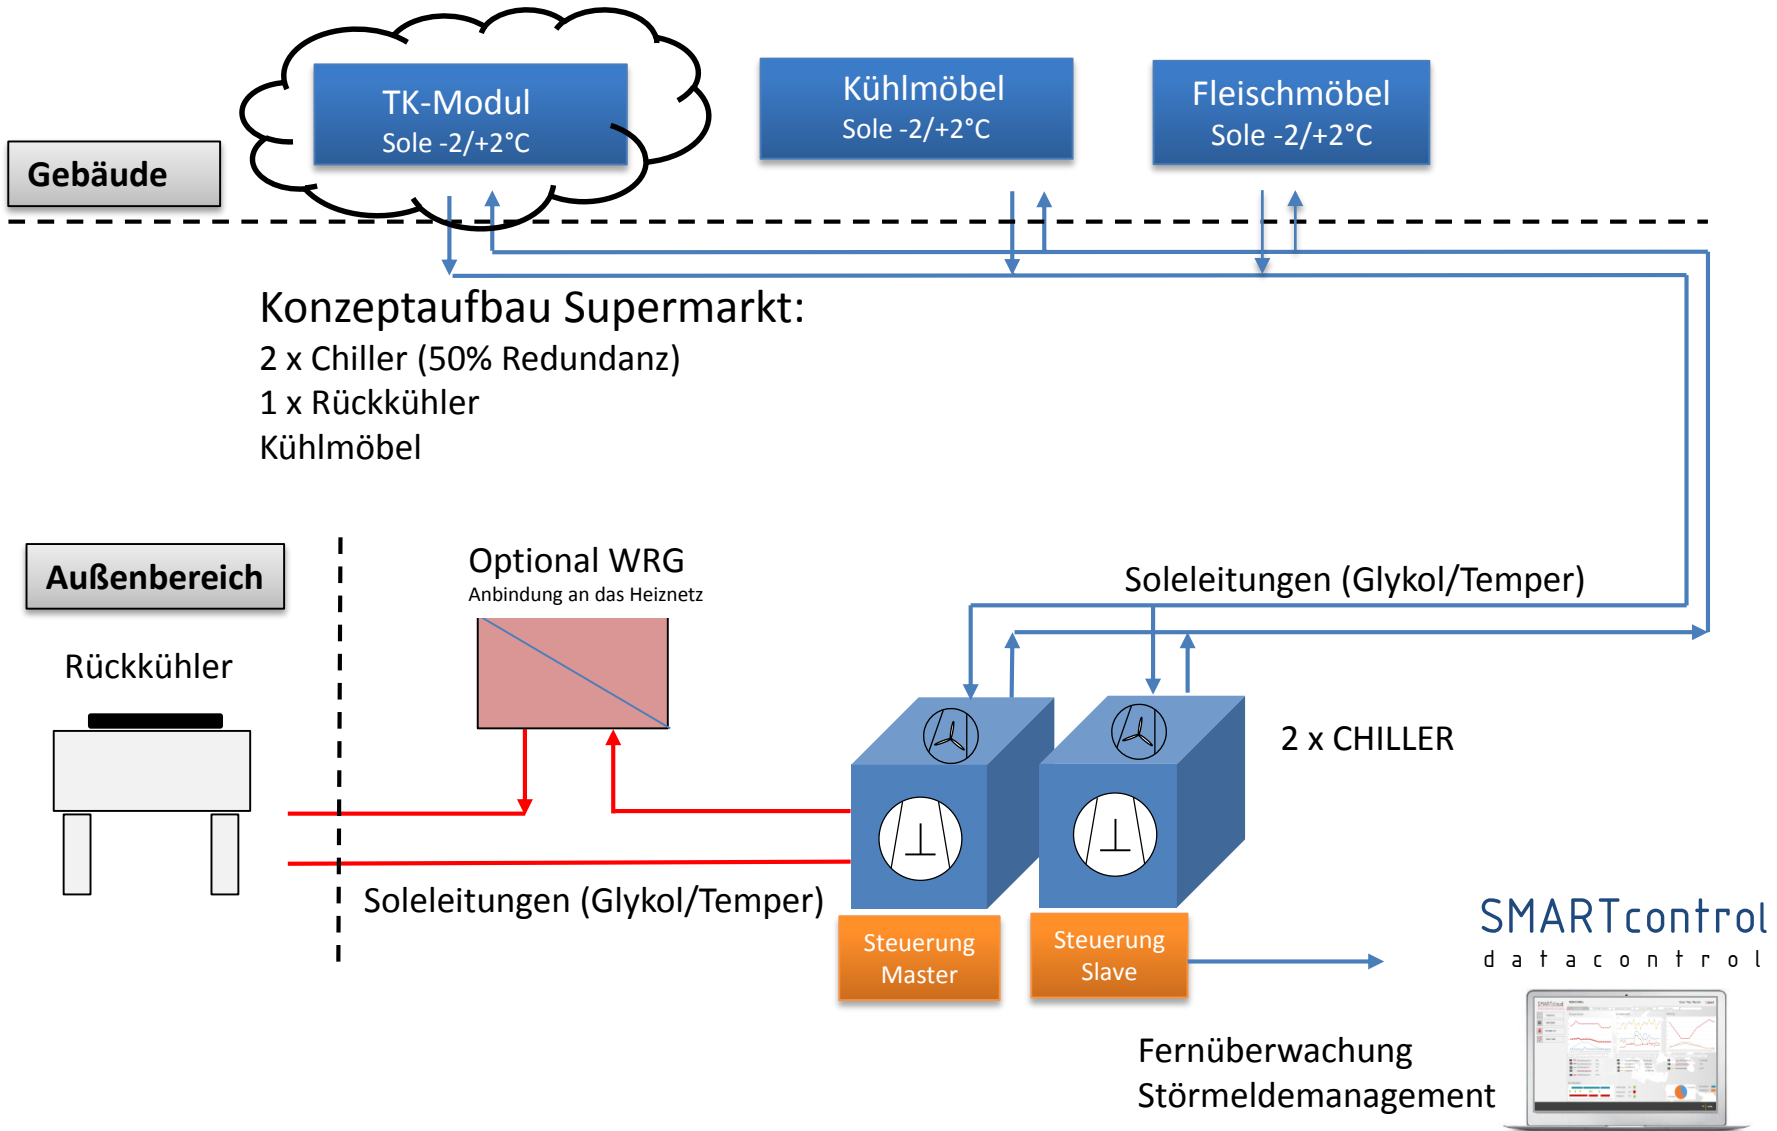 TK-Modul
Sole -2/+2°C
Kühlmöbel
Sole -2/+2°C
Fleischmöbel
Sole -2/+2°C
Gebäude
Konzeptaufbau Supermarkt:
2 x Chiller (50% Redundanz)
1 x Rückkühler
Kühlmöbel
Außenbereich
Optional WRG
Anbindung an das Heiznetz
Soleleitungen (Glykol/Temper)
Rückkühler
2 x CHILLER
Soleleitungen (Glykol/Temper)
Steuerung
Master
Steuerung
Slave
SMARTcontrol
datacontrol
Fernüberwachung
Störmeldemanagement